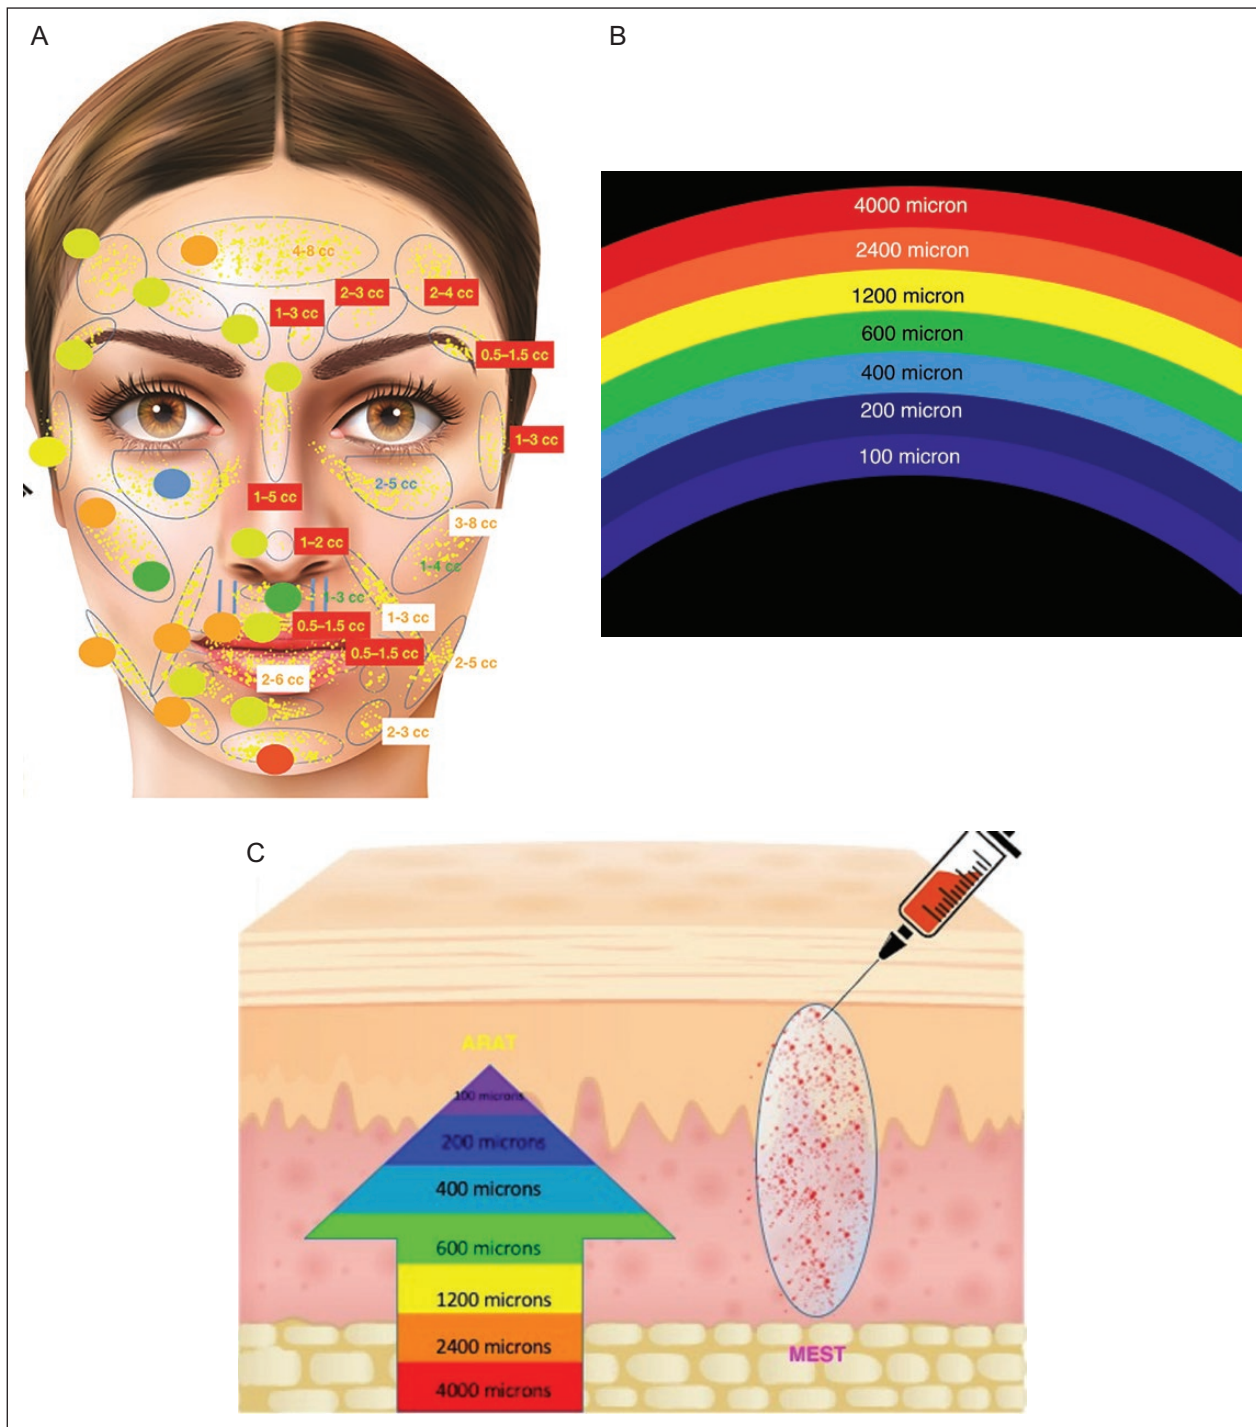 A
4-8 cc
2–3 cc
2–4 cc
1–3 cc
0.5–1.5 cc
1–3 cc
2-5 cc
1–5 cc
3-8 cc
1–2 cc
1-4 cc
1-3 cc
1-3 cc
0.5–1.5 cc
0.5–1.5 cc
2-5 cc
2-6 cc
2-3 cc
B
4000 micron
2400 micron
1200 micron
600 micron
400 micron
200 micron
100 micron
C
ARAT
100 microns
200 microns
400 microns
600 microns
1200 microns
2400 microns
4000 microns
MEST